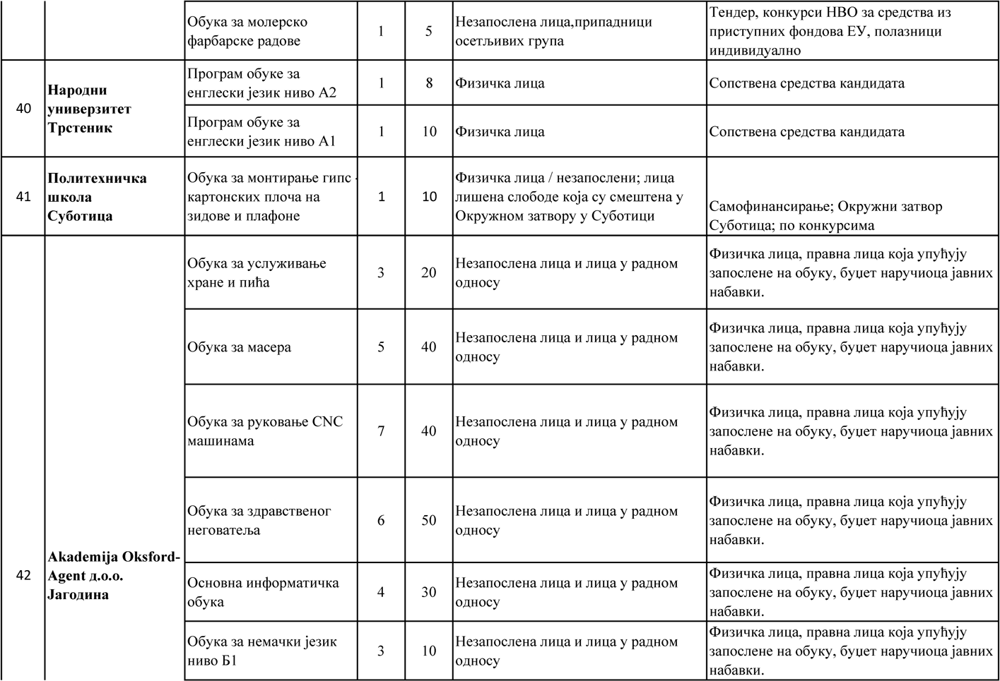 Обука за молерско
фарбарске радове
1
5
Незапослена лица,припадници
осетљивих група
Тендер, конкурси НВО за средства из
приступних фондова ЕУ, полазници
индивидуално
40
Народни
универзитет
Трстеник
Програм обуке за
енглески језик ниво А2
1
8
Физичка лица
Сопствена средства кандидата
Програм обуке за
енглески језик ниво А1
1
10
Физичка лица
Сопствена средства кандидата
41
Политехничка
школа
Суботица
Обука за монтирање гипс -
картонских плоча на
зидове и плафоне
1
10
Физичка лица / незапослени; лица
лишена слободе која су смештена у
Окружном затвору у Суботици
Самофинансирање; Окружни затвор
Суботица; по конкурсима
42
Akademija Oksford-
Agent д.о.о.
Јагодина
Обука за услуживање
хране и пића
3
20
Незапослена лица и лица у радном
односу
Физичка лица, правна лица која упућују
запослене на обуку, буџет наручиоца јавних
набавки.
Обука за масера
5
40
Незапослена лица и лица у радном
односу
Физичка лица, правна лица која упућују
запослене на обуку, буџет наручиоца јавних
набавки.
Обука за руковање CNC
машинама
7
40
Незапослена лица и лица у радном
односу
Физичка лица, правна лица која упућују
запослене на обуку, буџет наручиоца јавних
набавки.
Обука за здравственог
неговатеља
6
50
Незапослена лица и лица у радном
односу
Физичка лица, правна лица која упућују
запослене на обуку, буџет наручиоца јавних
набавки.
Основна информатичка
обука
4
30
Незапослена лица и лица у радном
односу
Физичка лица, правна лица која упућују
запослене на обуку, буџет наручиоца јавних
набавки.
Обука за немачки језик
ниво Б1
3
10
Незапослена лица и лица у радном
односу
Физичка лица, правна лица која упућују
запослене на обуку, буџет наручиоца јавних
набавки.